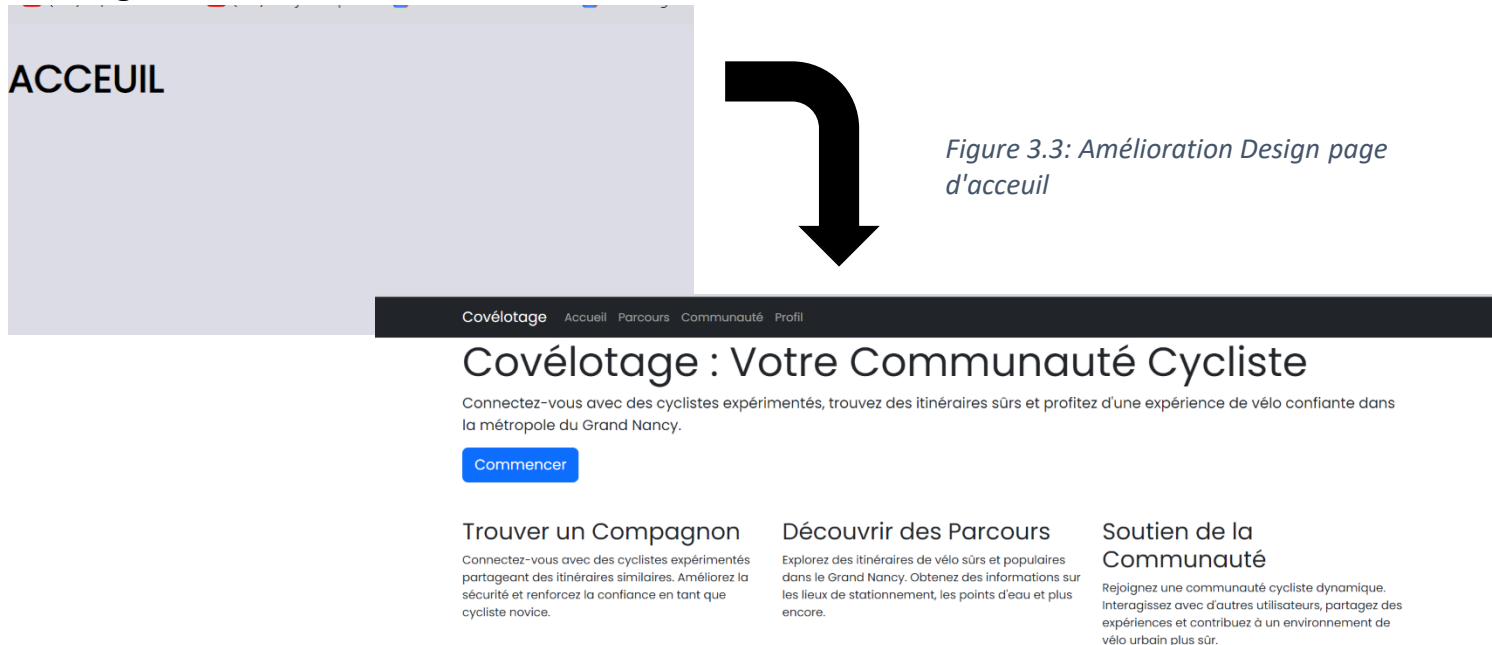 ACCEUIL
Figure 3.3: Amélioration Design page
d'acceuil
Covélotage Accueil Parcours Communauté Profil
Covélotage : Votre Communauté Cycliste
Connectez-vous avec des cyclistes expérimentés, trouvez des itinéraires sûrs et profitez d'une expérience de vélo confiante dans
la métropole du Grand Nancy.
Commencer
Trouver un Compagnon
Connectez-vous avec des cyclistes expérimentés
partageant des itinéraires similaires. Améliorez la
sécurité et renforcez la confiance en tant que
cycliste novice.
Découvrir des Parcours
Explorez des itinéraires de vélo sûrs et populaires
dans le Grand Nancy. Obtenez des informations sur
les lieux de stationnement, les points d'eau et plus
encore.
Soutien de la
Communauté
Rejoignez une communauté cycliste dynamique.
Interagissez avec d'autres utilisateurs, partagez des
expériences et contribuez à un environnement de
vélo urbain plus sûr.